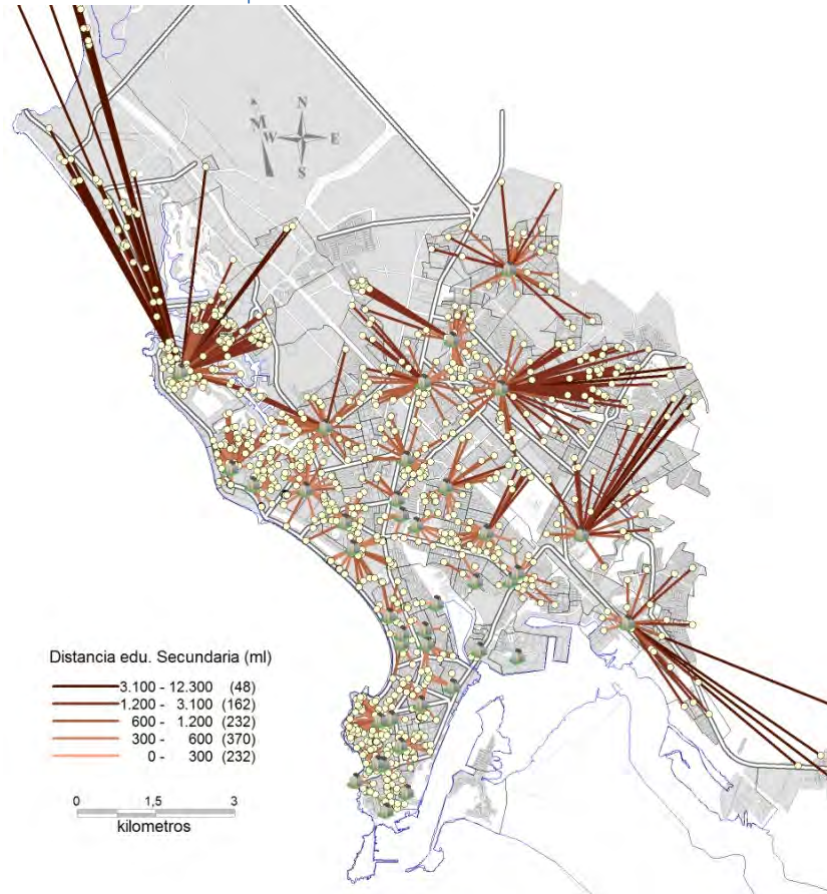 N
M
W
E
S
Distancia edu. Secundaria (ml)
3.100 - 12.300 (48)
1.200 - 3.100 (162)
600 - 1.200 (232)
300 - 600 (370)
0 - 300 (232)
0 1,5 3
kilometros